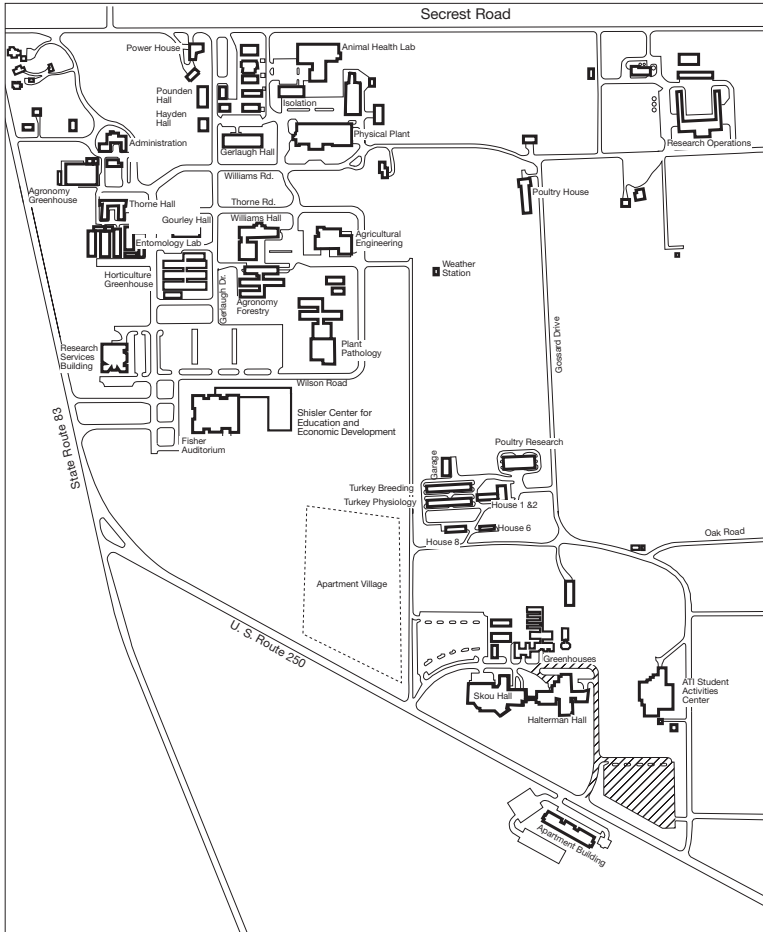 Secrest Road
Power House
Animal Health Lab
Pounden
Hall
Isolation
Hayden
Hall
Physical Plant
Administration
Gerlaugh Hall
Research Operations
Agronomy
Greenhouse
Williams Rd.
Poultry House
Thorne Hall
Thorne Rd.
Gourley Hall
Williams Hall
Entomology Lab
Agricultural
Engineering
Horticulture
Greenhouse
Weather
Station
Gerlaugh Dr.
Agronomy
Forestry
Gossard Drive
Research
Services
Building
Plant
Pathology
Wilson Road
State Route 83
Shisler Center for
Education and
Economic Development
Fisher
Auditorium
Poultry Research
Garage
Turkey Breeding
Turkey Physiology
House 1 &2
House 6
House 8
Oak Road
Apartment Village
U. S. Route 250
Greenhouses
Skou Hall
Halterman Hall
ATI Student
Activities
Center
Apartment Building